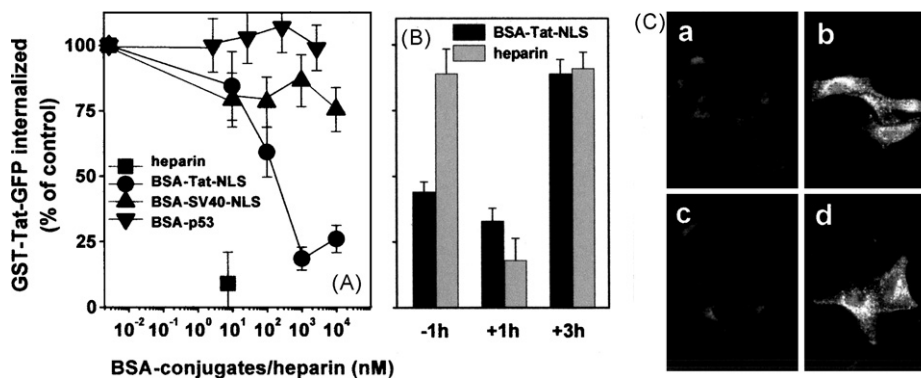 GST-Tat-GFP internalized
(% of control)
100
75
50
25
0
heparin
BSA-Tat-NLS
BSA-SV40-NLS
BSA-p53
(A)
10⁻² 10⁻¹ 10⁰ 10¹ 10² 10³ 10⁴
BSA-conjugates/heparin (nM)
(B)
BSA-Tat-NLS
heparin
-1h +1h +3h
(C)
a b
c d